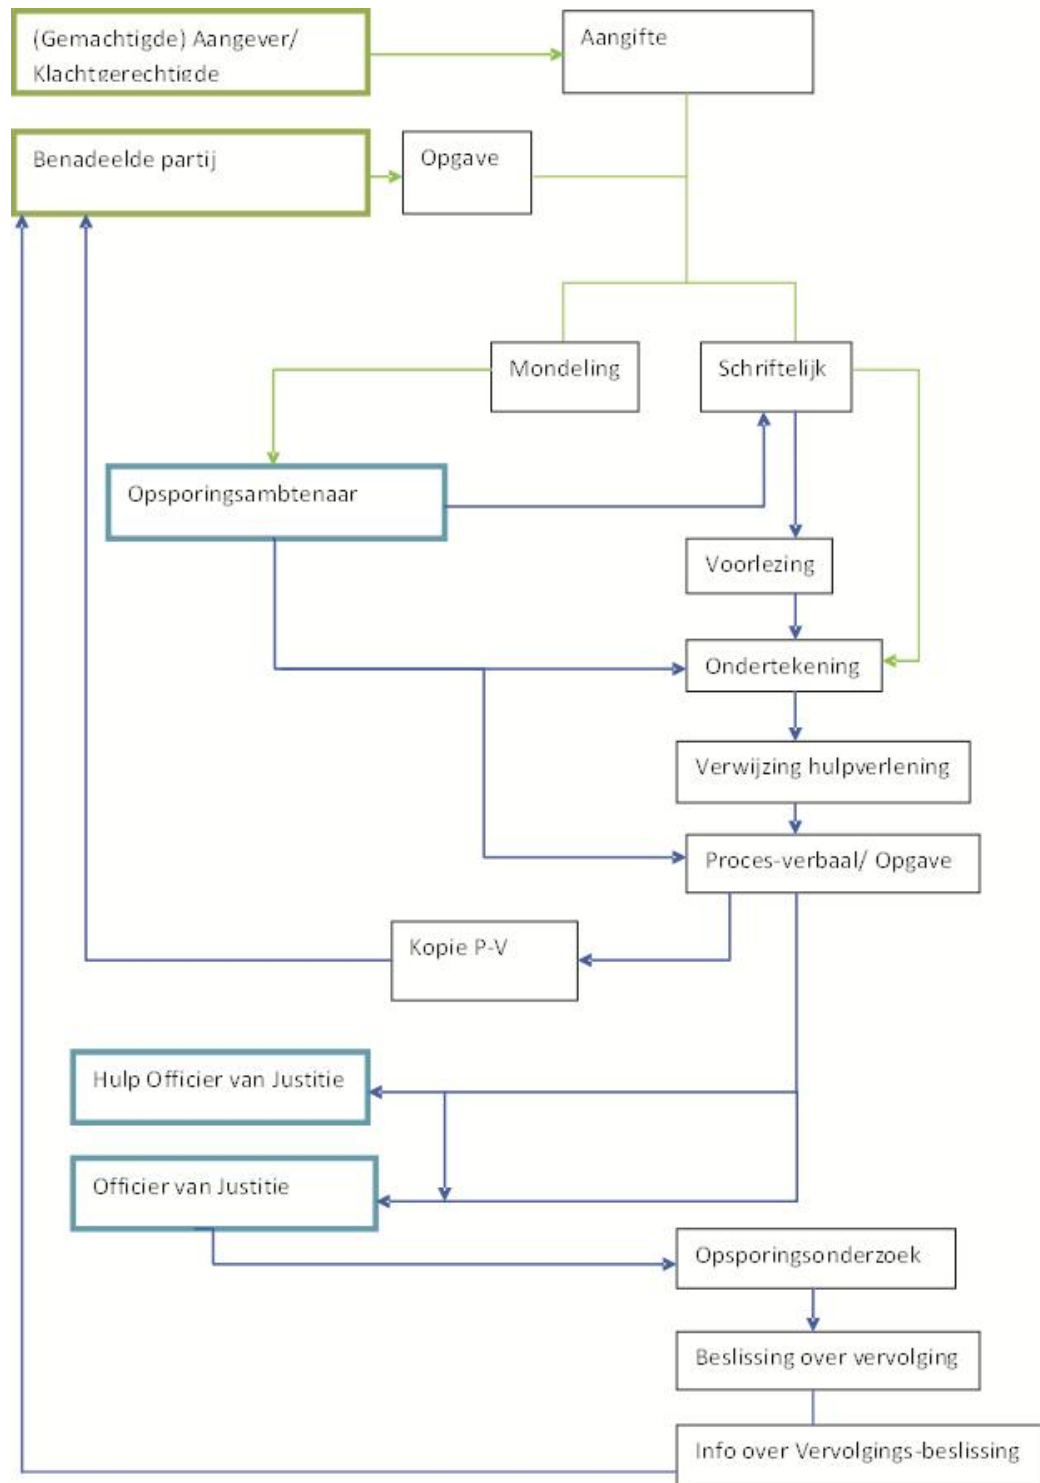 (Gemachtigde) Aangever/
Klachtgerechtigde
Aangifte
Benadeelde partij
Opgave
Mondeling
Schriftelijk
Opsporingsambtenaar
Voorlezing
Ondertekening
Verwijzing hulpverlening
Proces-verbaal/ Opgave
Kopie P-V
Hulp Officier van Justitie
Officier van Justitie
Opsporingsonderzoek
Beslissing over vervolging
Info over Vervolgings-beslissing